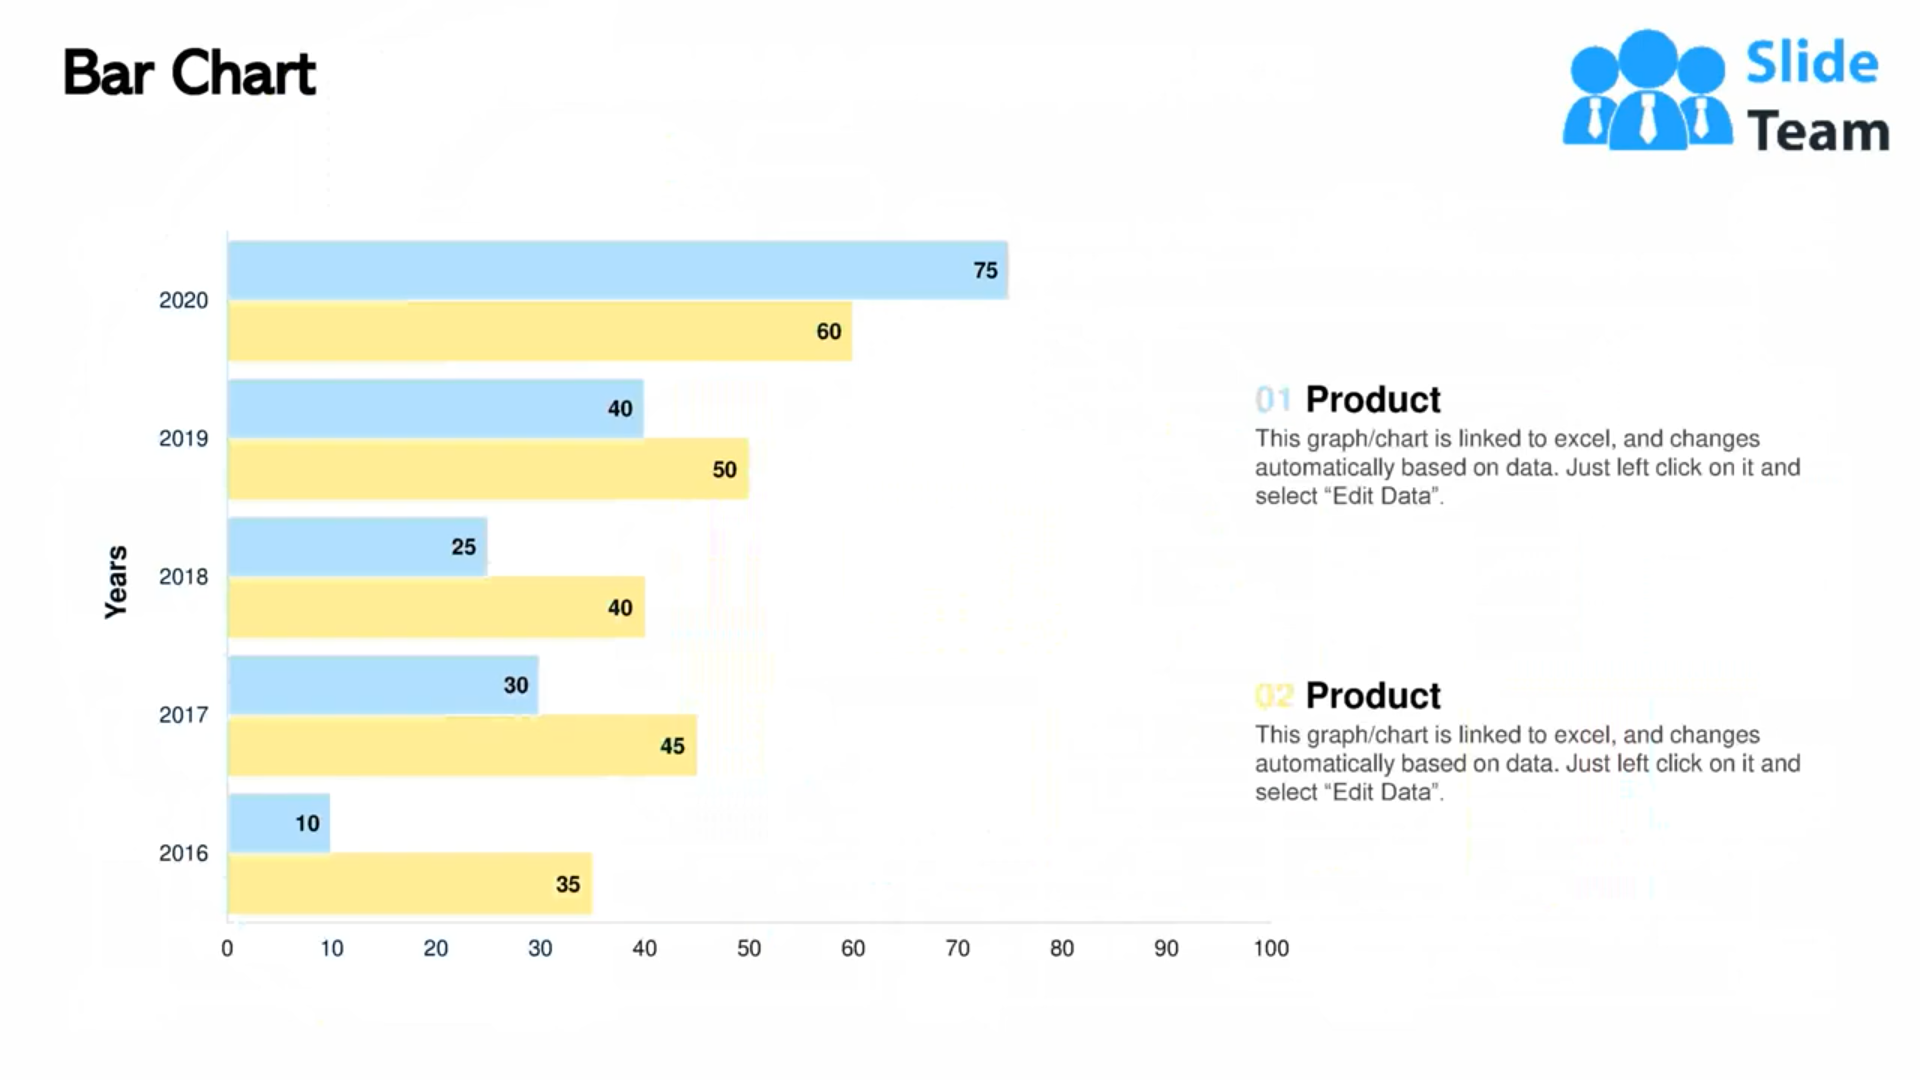 Bar Chart
Slide
Team
Years
2020
75
60
2019
40
50
2018
25
40
2017
30
45
2016
10
35
0 10 20 30 40 50 60 70 80 90 100
01 Product
This graph/chart is linked to excel, and changes
automatically based on data. Just left click on it and
select “Edit Data”.
02 Product
This graph/chart is linked to excel, and changes
automatically based on data. Just left click on it and
select “Edit Data”.